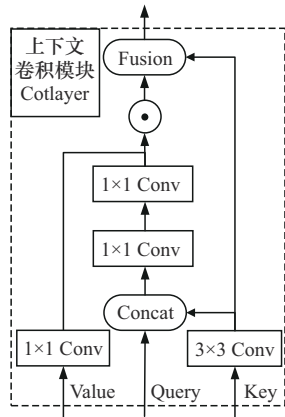 上下文
卷积模块
Cotlayer
Fusion
1×1 Conv
1×1 Conv
Concat
1×1 Conv
3×3 Conv
Value
Query
Key